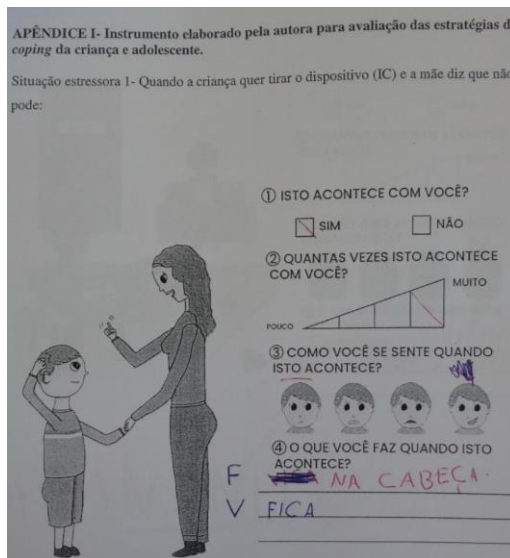 APÊNDICE I- Instrumento elaborado pela autora para avaliação das estratégias d
coping da criança e adolescente.
Situação estressora 1- Quando a criança quer tirar o dispositivo (IC) e a mãe diz que não
pode:
① ISTO ACONTECE COM VOCÊ?
SIM
NÃO
② QUANTAS VEZES ISTO ACONTECE
COM VOCÊ?
MUITO
POUCO
③ COMO VOCÊ SE SENTE QUANDO
ISTO ACONTECE?
④ O QUE VOCÊ FAZ QUANDO ISTO
ACONTECE?
F NA CABEÇA.
V FICA